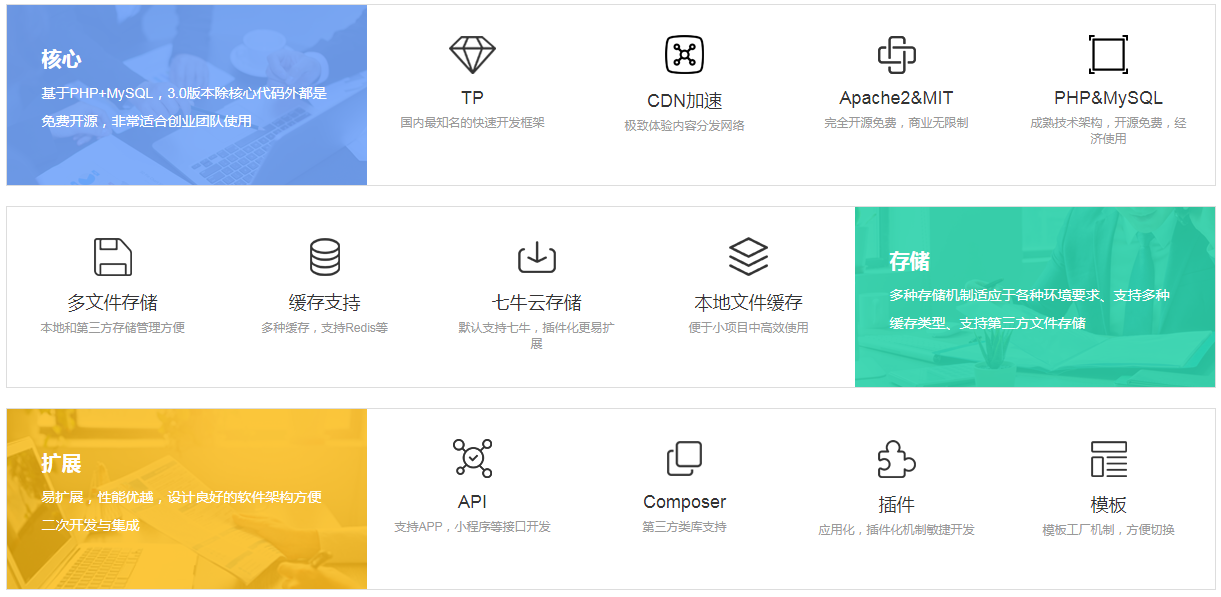 核心
基于PHP+MySQL，3.0版本除核心代码外都是
免费开源，非常适合创业团队使用
TP
国内最知名的快速开发框架
CDN加速
极致体验内容分发网络
Apache2&MIT
完全开源免费，商业无限制
PHP&MySQL
成熟技术架构，开源免费，经
济使用
多文件存储
本地和第三方存储管理方便
缓存支持
多种缓存，支持Redis等
七牛云存储
默认支持七牛，插件化更易扩
展
本地文件缓存
便于小项目中高效使用
存储
多种存储机制适应于各种环境要求、支持多种
缓存类型、支持第三方文件存储
扩展
易扩展，性能优越，设计良好的软件架构方便
二次开发与集成
API
支持APP，小程序等接口开发
Composer
第三方类库支持
插件
应用化，插件化机制敏捷开发
模板
模板工厂机制，方便切换